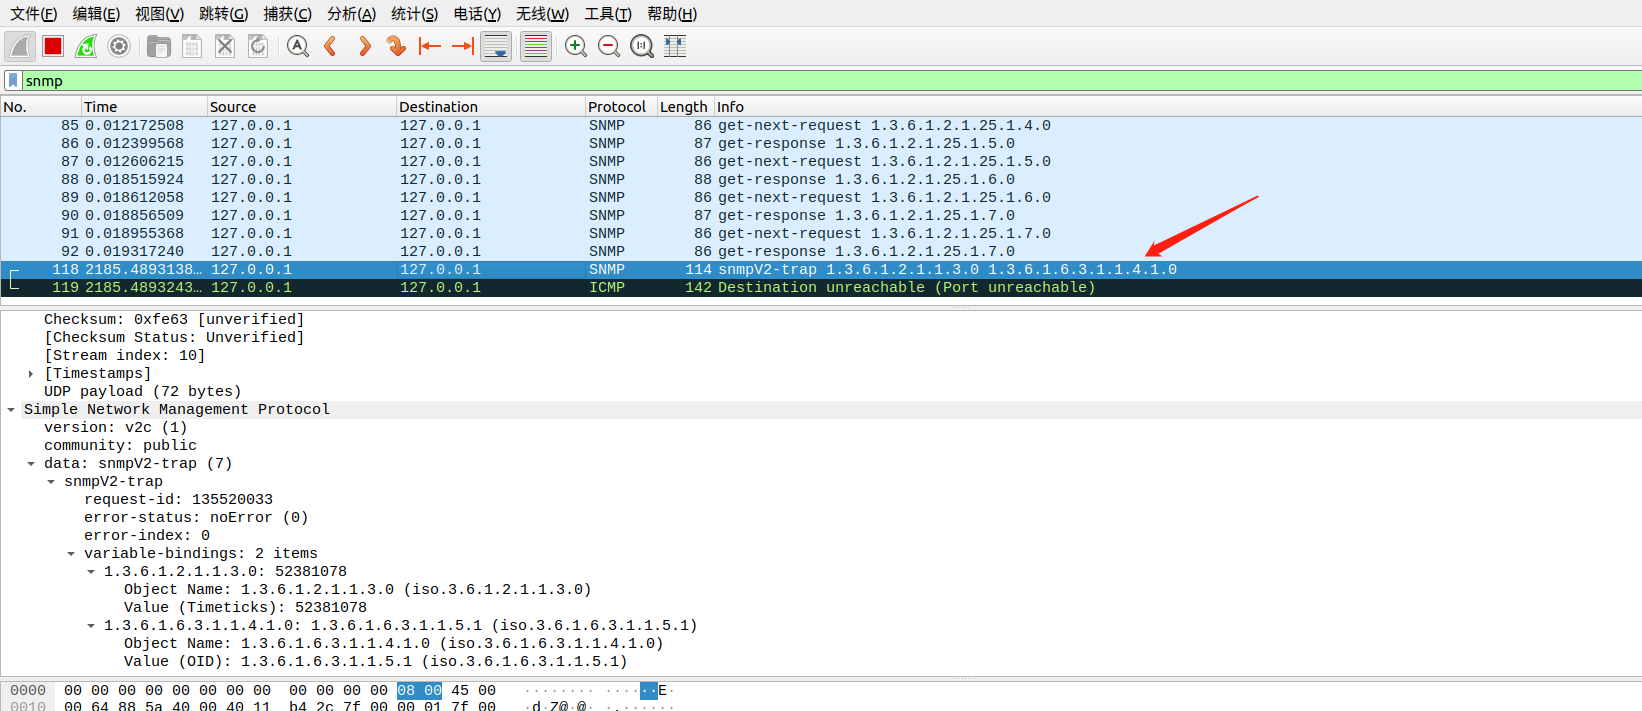 文件(F) 编辑(E) 视图(V) 跳转(G) 捕获(C) 分析(A) 统计(S) 电话(Y) 无线(W) 工具(T) 帮助(H)
snmp
No. Time Source Destination Protocol Length Info
85 0.012172508 127.0.0.1 127.0.0.1 SNMP 86 get-next-request 1.3.6.1.2.1.25.1.4.0
86 0.012399568 127.0.0.1 127.0.0.1 SNMP 87 get-response 1.3.6.1.2.1.25.1.5.0
87 0.012606215 127.0.0.1 127.0.0.1 SNMP 86 get-next-request 1.3.6.1.2.1.25.1.5.0
88 0.018515924 127.0.0.1 127.0.0.1 SNMP 88 get-response 1.3.6.1.2.1.25.1.6.0
89 0.018612058 127.0.0.1 127.0.0.1 SNMP 86 get-next-request 1.3.6.1.2.1.25.1.6.0
90 0.018856509 127.0.0.1 127.0.0.1 SNMP 87 get-response 1.3.6.1.2.1.25.1.7.0
91 0.018955368 127.0.0.1 127.0.0.1 SNMP 86 get-next-request 1.3.6.1.2.1.25.1.7.0
92 0.019317240 127.0.0.1 127.0.0.1 SNMP 86 get-response 1.3.6.1.2.1.25.1.7.0
118 2185.4893138… 127.0.0.1 127.0.0.1 SNMP 114 snmpV2-trap 1.3.6.1.2.1.1.3.0 1.3.6.1.6.3.1.1.4.1.0
119 2185.4893243… 127.0.0.1 127.0.0.1 ICMP 142 Destination unreachable (Port unreachable)
Checksum: 0xfe63 [unverified]
[Checksum Status: Unverified]
[Stream index: 10]
[Timestamps]
UDP payload (72 bytes)
Simple Network Management Protocol
version: v2c (1)
community: public
data: snmpV2-trap (7)
snmpV2-trap
request-id: 135520033
error-status: noError (0)
error-index: 0
variable-bindings: 2 items
1.3.6.1.2.1.1.3.0: 52381078
Object Name: 1.3.6.1.2.1.1.3.0 (iso.3.6.1.2.1.1.3.0)
Value (Timeticks): 52381078
1.3.6.1.6.3.1.1.4.1.0: 1.3.6.1.6.3.1.1.5.1 (iso.3.6.1.6.3.1.1.5.1)
Object Name: 1.3.6.1.6.3.1.1.4.1.0 (iso.3.6.1.6.3.1.1.4.1.0)
Value (OID): 1.3.6.1.6.3.1.1.5.1 (iso.3.6.1.6.3.1.1.5.1)
0000 00 00 00 00 00 00 00 00 00 00 00 00 08 00 45 00 ········ ······E·
0010 00 64 88 5a 40 00 40 11 b4 2c 7f 00 00 01 7f 00 ·d·Z@·@· ·,······